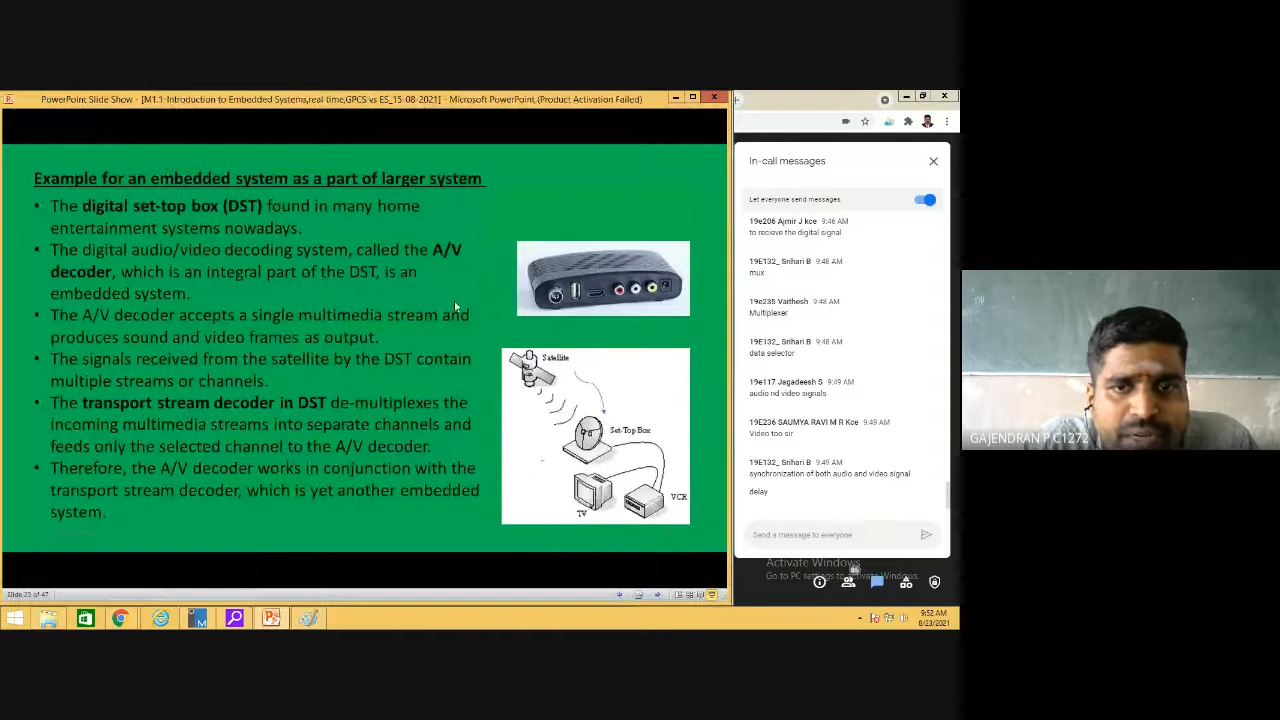 PowerPoint Slide Show - [M1.1-Introduction to Embedded Systems,real time,GPCS vs ES_15-08-2021] - Microsoft PowerPoint (Product Activation Failed)
Example for an embedded system as a part of larger system
• The digital set-top box (DST) found in many home
entertainment systems nowadays.
• The digital audio/video decoding system, called the A/V
decoder, which is an integral part of the DST, is an
embedded system.
• The A/V decoder accepts a single multimedia stream and
produces sound and video frames as output.
• The signals received from the satellite by the DST contain
multiple streams or channels.
• The transport stream decoder in DST de-multiplexes the
incoming multimedia streams into separate channels and
feeds only the selected channel to the A/V decoder.
• Therefore, the A/V decoder works in conjunction with the
transport stream decoder, which is yet another embedded
system.
Satellite
Set-Top Box
VCR
TV
Slide 23 of 47
In-call messages
Let everyone send messages
19e206 Ajmir J kce 9:46 AM
to recieve the digital signal
19E132_ Srihari B 9:48 AM
mux
19e235 Vaithesh 9:48 AM
Multiplexer
19E132_ Srihari B 9:48 AM
data selector
19e117 Jagadeesh S 9:49 AM
audio nd video signals
19E236 SAUMYA RAVI M R Kce 9:49 AM
Video too sir
19E132_ Srihari B 9:49 AM
synchronization of both audio and video signal
delay
Send a message to everyone
Activate Windows
Go to PC settings to activate Windows.
85
9:52 AM
8/23/2021
GAJENDRAN P C1272